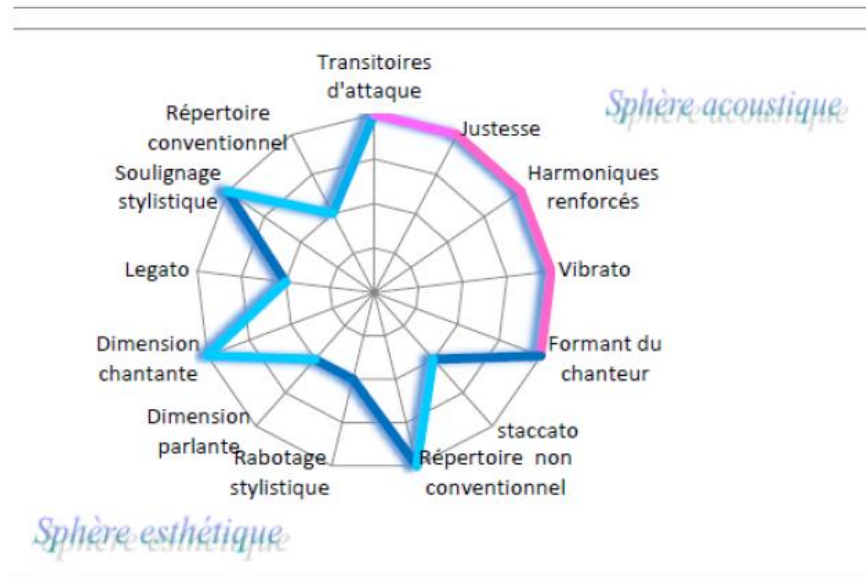 Transitoires
d'attaque
Sphère acoustique
Répertoire
conventionnel
Justesse
Soulignage
stylistique
Harmoniques
renforcés
Legato
Vibrato
Dimension
chantante
Formant du
chanteur
Dimension
parlante
staccato
Rabotage
stylistique
Répertoire non
conventionnel
Sphère esthétique